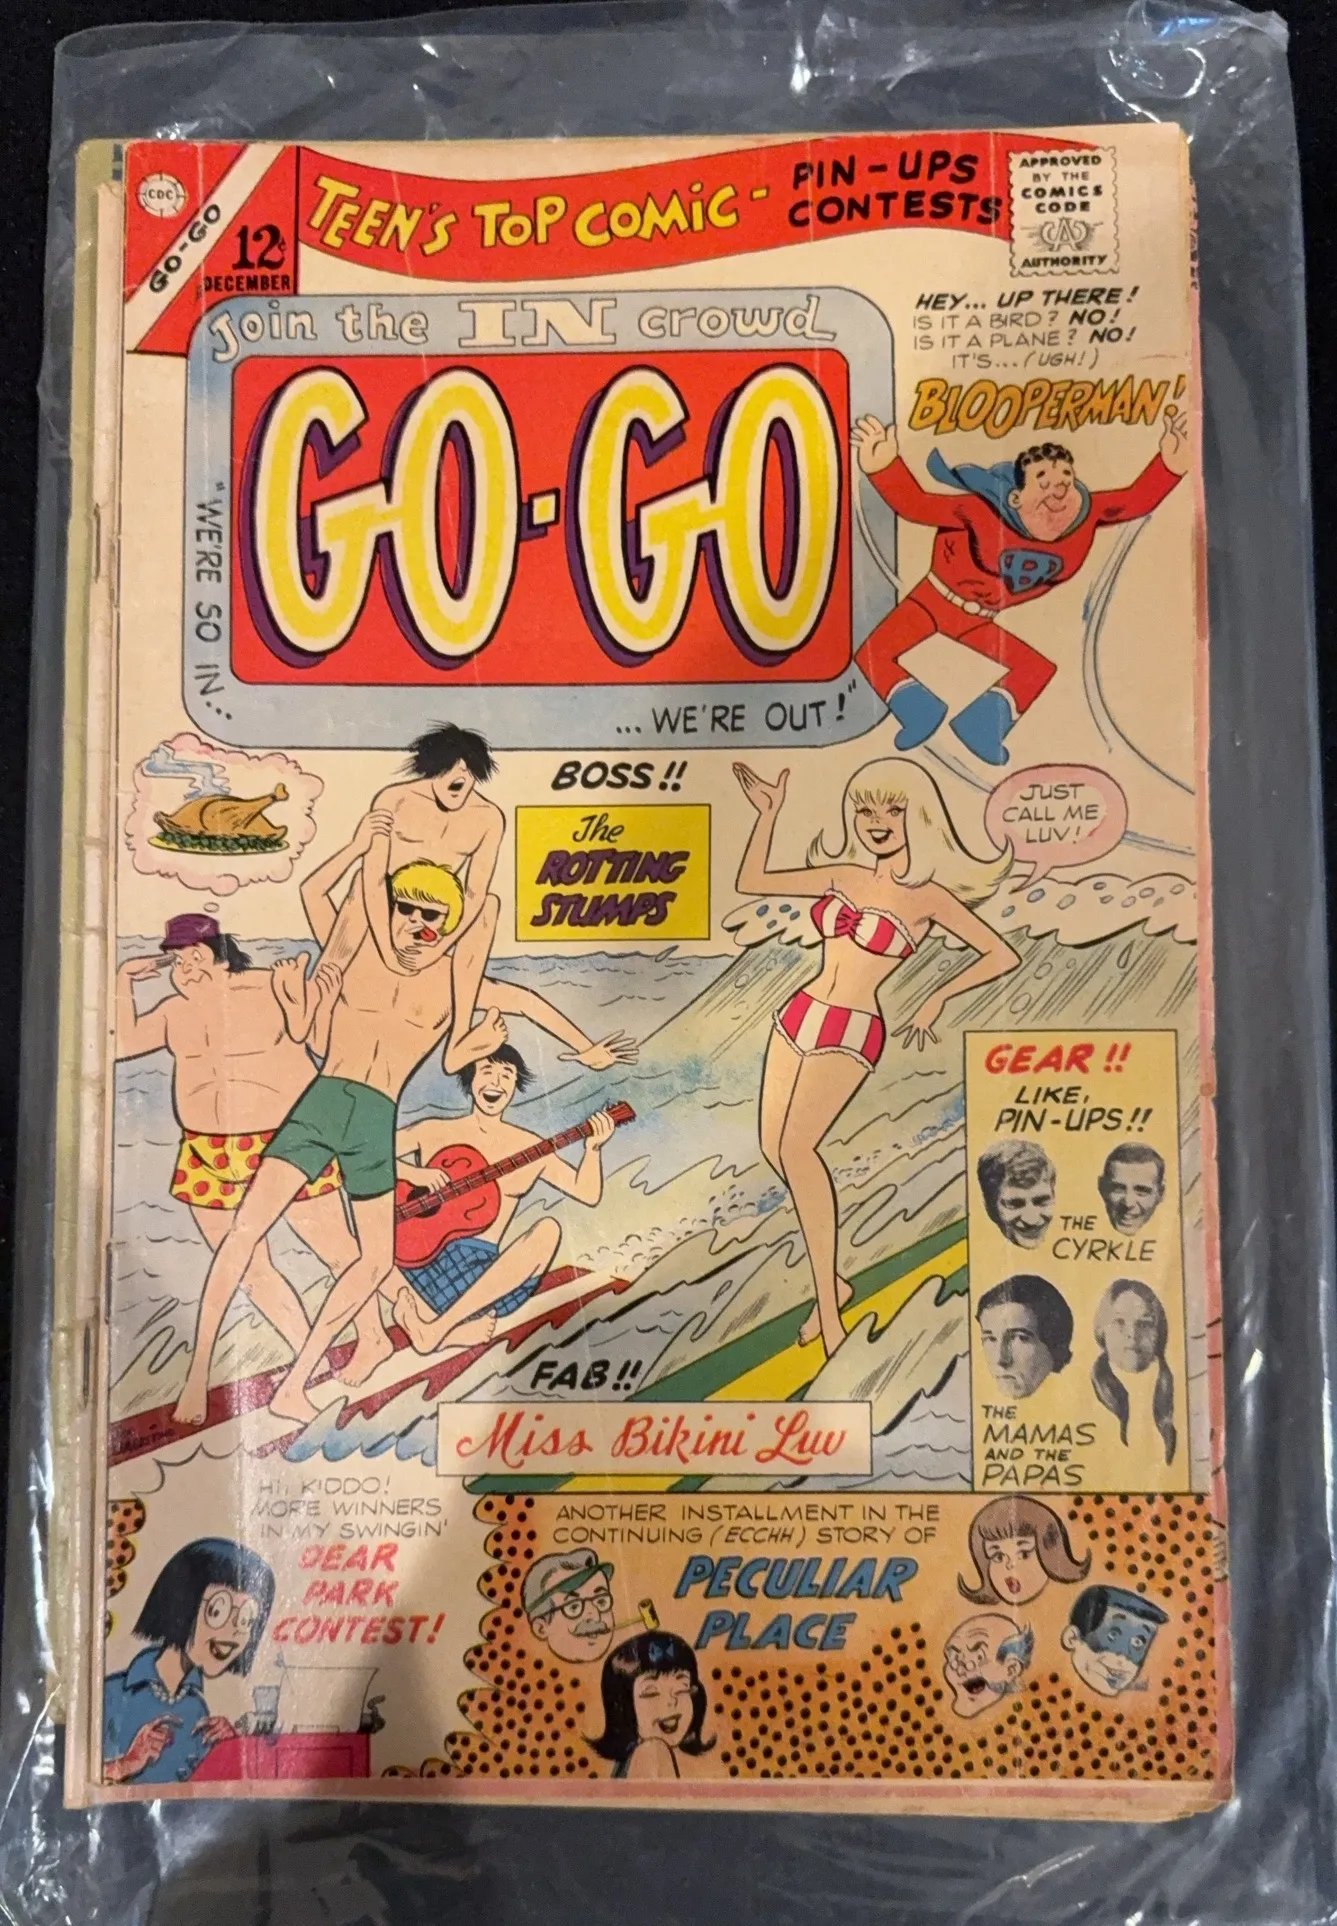 CDC
GO-GO
12¢
DECEMBER
TEEN'S TOP COMIC -
PIN-UPS
CONTESTS
APPROVED
BY THE
COMICS
CODE
CA
AUTHORITY
Join the IN crowd
GO-GO
"WE'RE SO IN...
...WE'RE OUT!"
HEY... UP THERE!
IS IT A BIRD? NO!
IS IT A PLANE? NO!
IT'S...(UGH!)
BLOOPERMAN!
B
BOSS!!
The
ROTTING
STUMPS
JUST
CALL ME
LUV!
GEAR!!
LIKE,
PIN-UPS!!
THE
CYRKLE
THE
MAMAS
AND THE
PAPAS
FAB!!
Miss Bikini Luv
HI, KIDDO!
MORE WINNERS
IN MY SWINGIN'
DEAR
PARK
CONTEST!
ANOTHER INSTALLMENT IN THE
CONTINUING (ECCHH) STORY OF
PECULIAR
PLACE